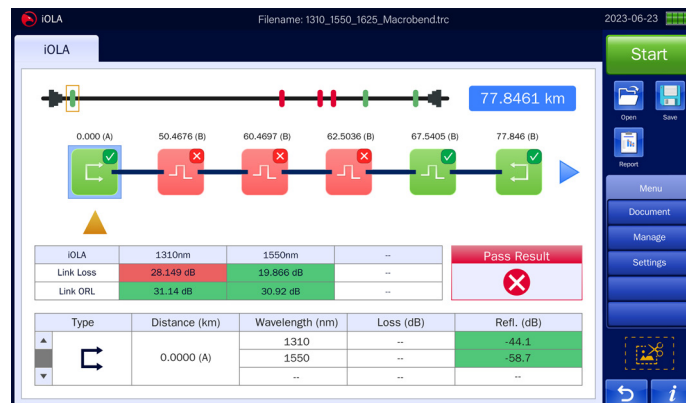 iOLA Filename: 1310_1550_1625_Macrobend.trc 2023-06-23
iOLA
Start
77.8461 km
Open Save
0.000 (A) 50.4676 (B) 60.4697 (B) 62.5036 (B) 67.5405 (B) 77.846 (B)
Report
Menu
Document
Manage
Settings
iOLA 1310nm 1550nm -- Pass Result
Link Loss 28.149 dB 19.866 dB --
Link ORL 31.14 dB 30.92 dB --
Type Distance (km) Wavelength (nm) Loss (dB) Refl. (dB)
1310 -- -44.1
0.0000 (A) 1550 -- -58.7
-- -- --
i